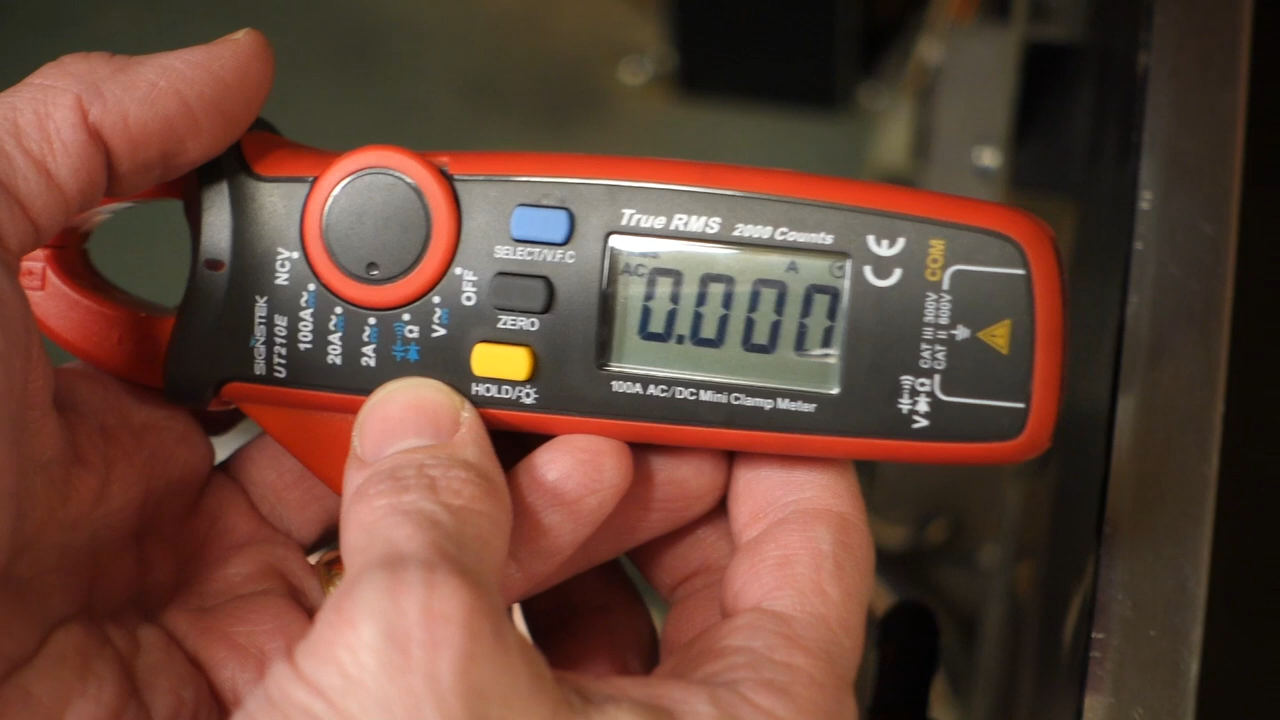 SIGNSTEK
UT210E
NCV
100A
20A
2A
Ω
V
OFF
SELECT/V.F.C
ZERO
HOLD/
True RMS 2000 Counts
AC
A
0.000
100A AC/DC Mini Clamp Meter
CE
COM
CAT III 300V
CAT II 600V
VΩ